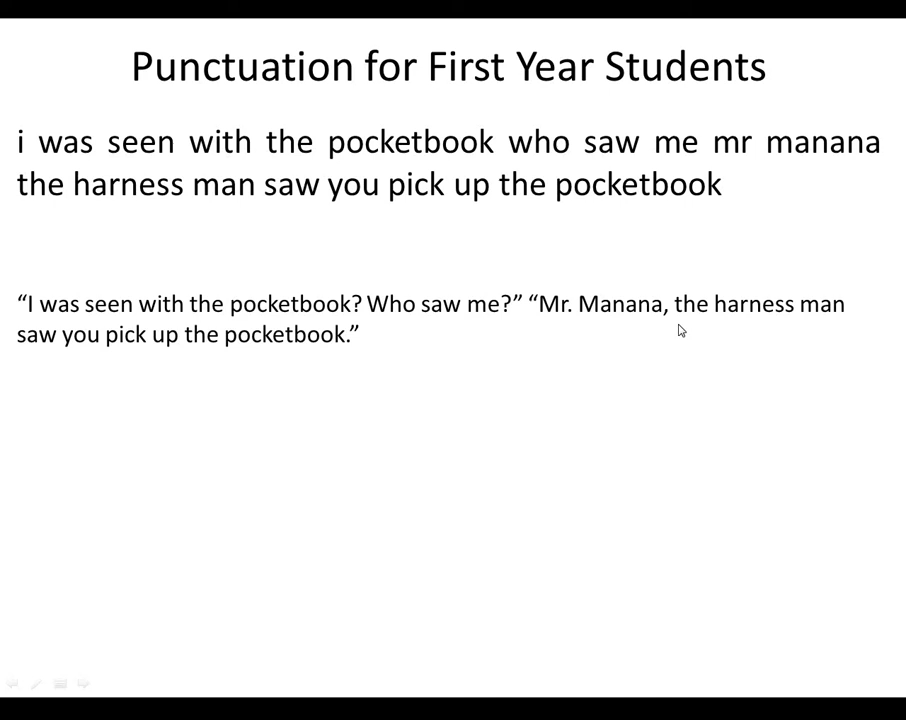 Punctuation for First Year Students
i was seen with the pocketbook who saw me mr manana
the harness man saw you pick up the pocketbook
“I was seen with the pocketbook? Who saw me?” “Mr. Manana, the harness man
saw you pick up the pocketbook.”